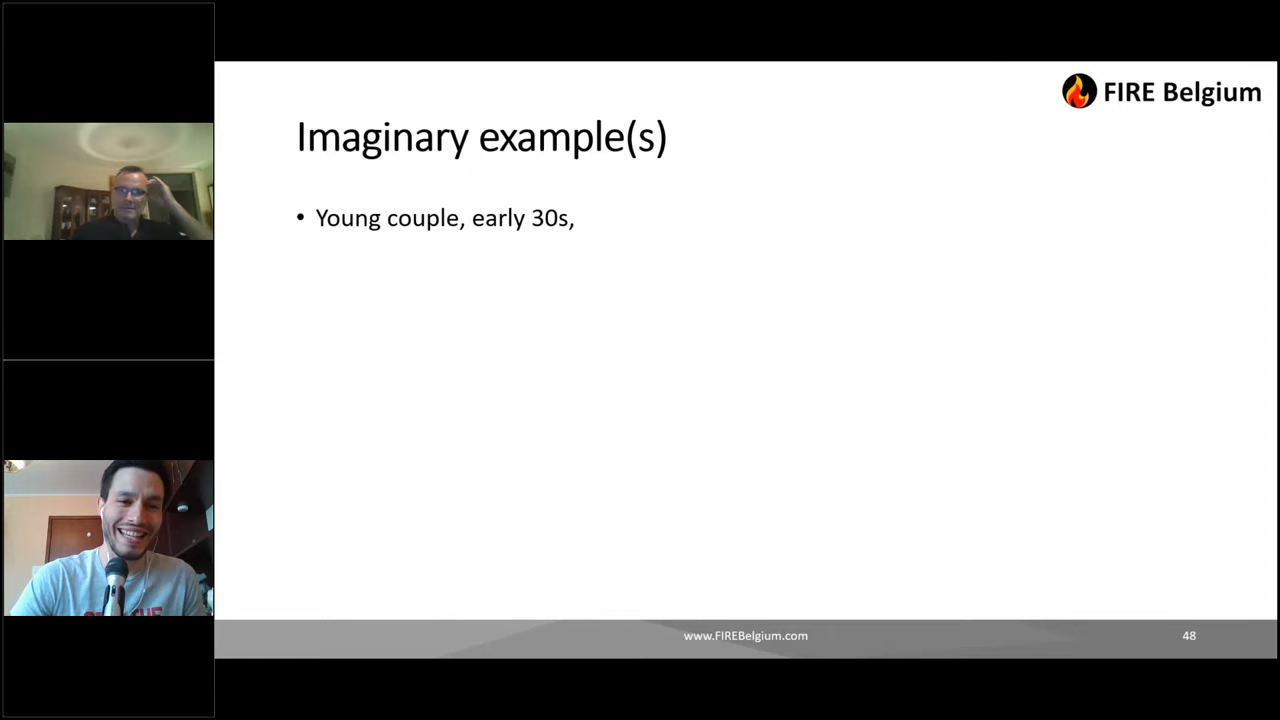 FIRE Belgium
Imaginary example(s)
• Young couple, early 30s,
www.FIREBelgium.com
48